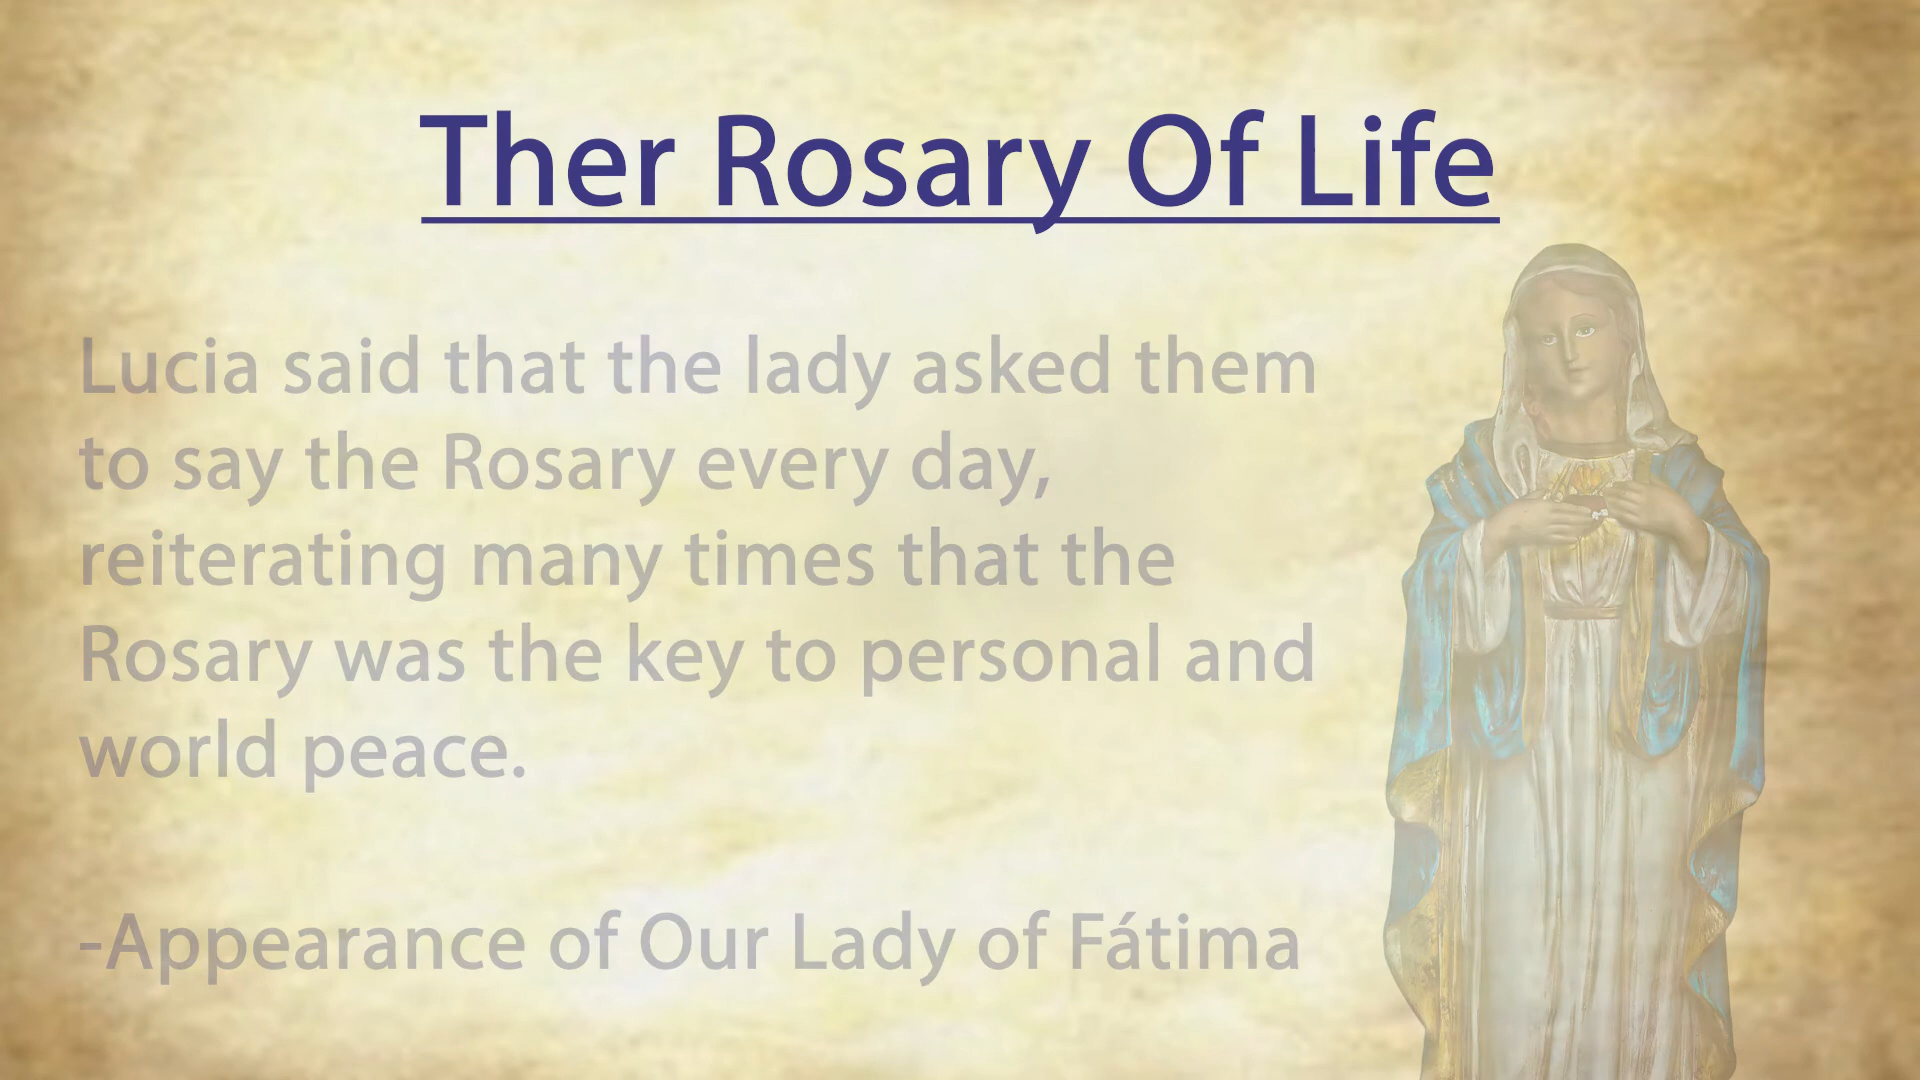 Ther Rosary Of Life
Lucia said that the lady asked them
to say the Rosary every day,
reiterating many times that the
Rosary was the key to personal and
world peace.
-Appearance of Our Lady of Fátima